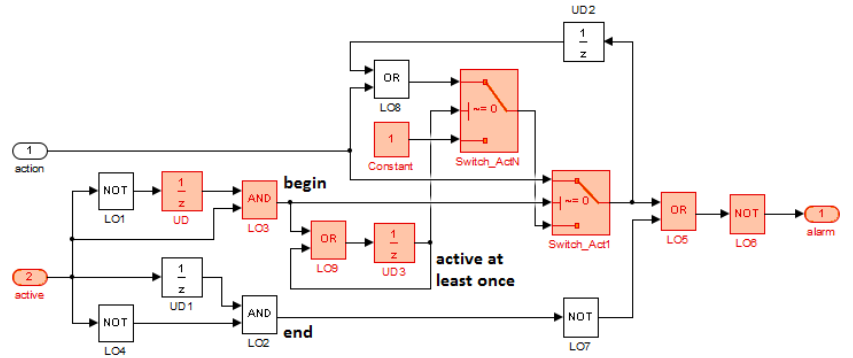 UD2
1
z
OR
LO8
~= 0
Switch_ActN
1
Constant
1
action
NOT
LO1
1
z
UD
AND
LO3
begin
~= 0
Switch_Act1
OR
LO5
NOT
LO6
1
alarm
OR
LO9
1
z
UD3
active at
least once
2
active
1
z
UD1
NOT
LO4
AND
LO2
end
NOT
LO7